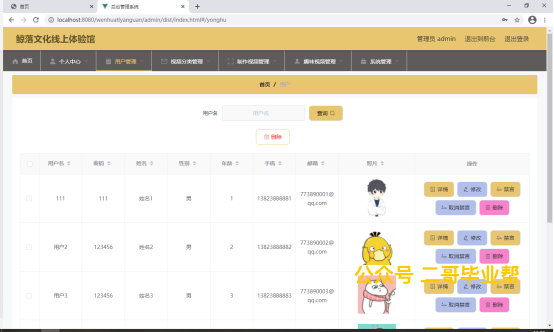 首页
后台管理系统
localhost:8080/wenhuatiyanguan/admin/dist/index.html#/yonghu
鲸落文化线上体验馆
管理员 admin 退出到前台 退出登录
首页 个人中心 用户管理 视频分类管理 制作视频管理 趣味视频管理 系统管理
首页 / 用户
用户名 用户名 查询
删除
用户名 密码 姓名 性别 年龄 手机 邮箱 照片 操作
111 111 姓名1 男 1 13823888881 773890001@qq.com 详情 修改 禁言
取消禁言 删除
用户2 123456 姓名2 男 2 13823888882 773890002@qq.com 详情 修改 禁言
取消禁言 删除
公众号 二哥毕业帮
用户3 123456 姓名3 男 3 13823888883 773890003@qq.com
取消禁言 删除